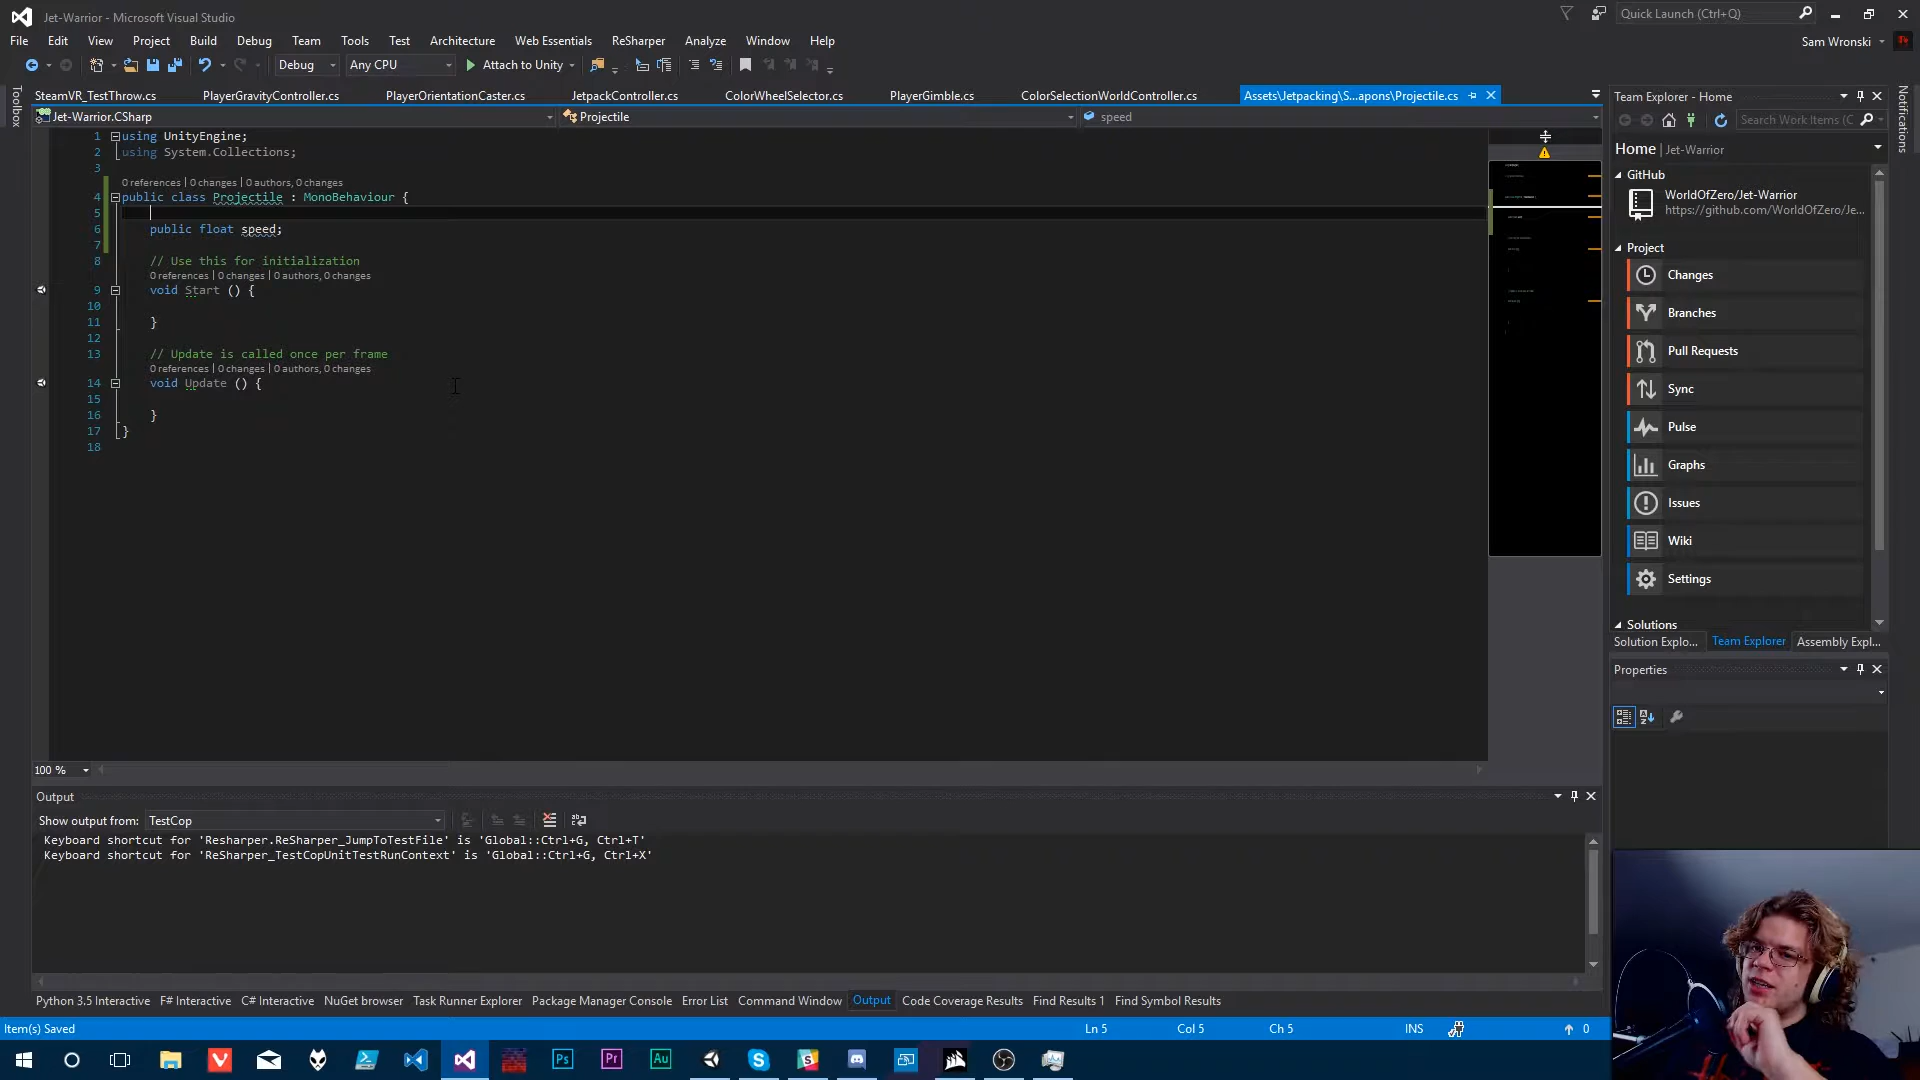 Jet-Warrior - Microsoft Visual Studio
Quick Launch (Ctrl+Q)
File Edit View Project Build Debug Team Tools Test Architecture Web Essentials ReSharper Analyze Window Help
Sam Wronski
Debug Any CPU Attach to Unity
Toolbox
SteamVR_TestThrow.cs PlayerGravityController.cs PlayerOrientationCaster.cs JetpackController.cs ColorWheelSelector.cs PlayerGimble.cs ColorSelectionWorldController.cs Assets\Jetpacking\S...apons\Projectile.cs
Jet-Warrior.CSharp Projectile speed
1 using UnityEngine;
2 using System.Collections;
3
0 references | 0 changes | 0 authors, 0 changes
4 public class Projectile : MonoBehaviour {
5
6 public float speed;
7
8 // Use this for initialization
0 references | 0 changes | 0 authors, 0 changes
9 void Start () {
10
11 }
12
13 // Update is called once per frame
0 references | 0 changes | 0 authors, 0 changes
14 void Update () {
15
16 }
17 }
18
100 %
Output
Show output from: TestCop
Keyboard shortcut for 'Resharper.ReSharper_JumpToTestFile' is 'Global::Ctrl+G, Ctrl+T'
Keyboard shortcut for 'ReSharper_TestCopUnitTestRunContext' is 'Global::Ctrl+G, Ctrl+X'
Python 3.5 Interactive F# Interactive C# Interactive NuGet browser Task Runner Explorer Package Manager Console Error List Command Window Output Code Coverage Results Find Results 1 Find Symbol Results
Item(s) Saved Ln 5 Col 5 Ch 5 INS 0
Team Explorer - Home
Search Work Items (C
Home | Jet-Warrior
GitHub
WorldOfZero/Jet-Warrior
https://github.com/WorldOfZero/Je...
Project
Changes
Branches
Pull Requests
Sync
Pulse
Graphs
Issues
Wiki
Settings
Solutions
Solution Explo... Team Explorer Assembly Expl...
Properties
Notifications
Ps Pr Au